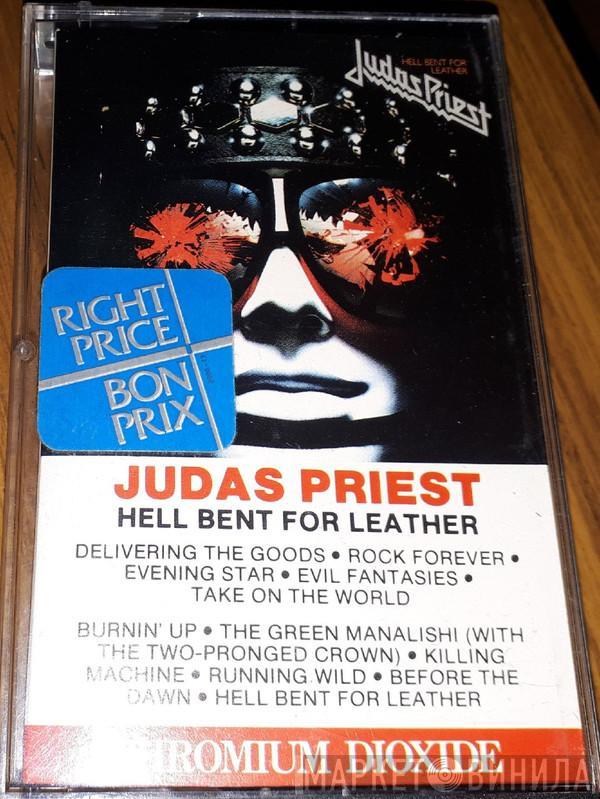 HELL BENT FOR
LEATHER
Judas Priest
RIGHT
PRICE
BON
PRIX
JUDAS PRIEST
HELL BENT FOR LEATHER
DELIVERING THE GOODS • ROCK FOREVER •
EVENING STAR • EVIL FANTASIES •
TAKE ON THE WORLD
BURNIN' UP • THE GREEN MANALISHI (WITH
THE TWO-PRONGED CROWN) • KILLING
MACHINE • RUNNING WILD • BEFORE THE
DAWN • HELL BENT FOR LEATHER
CHROMIUM DIOXIDE
МАРКЕТ ВИНИЛА